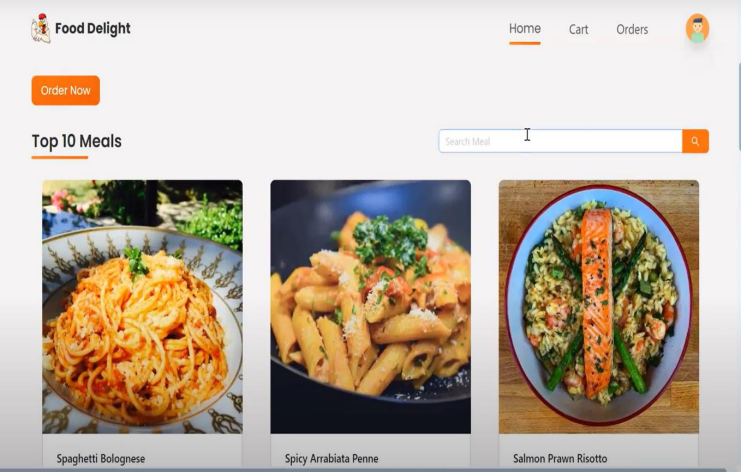 Food Delight
Home
Cart
Orders
Order Now
Top 10 Meals
Search Meal
Spaghetti Bolognese
Spicy Arrabiata Penne
Salmon Prawn Risotto